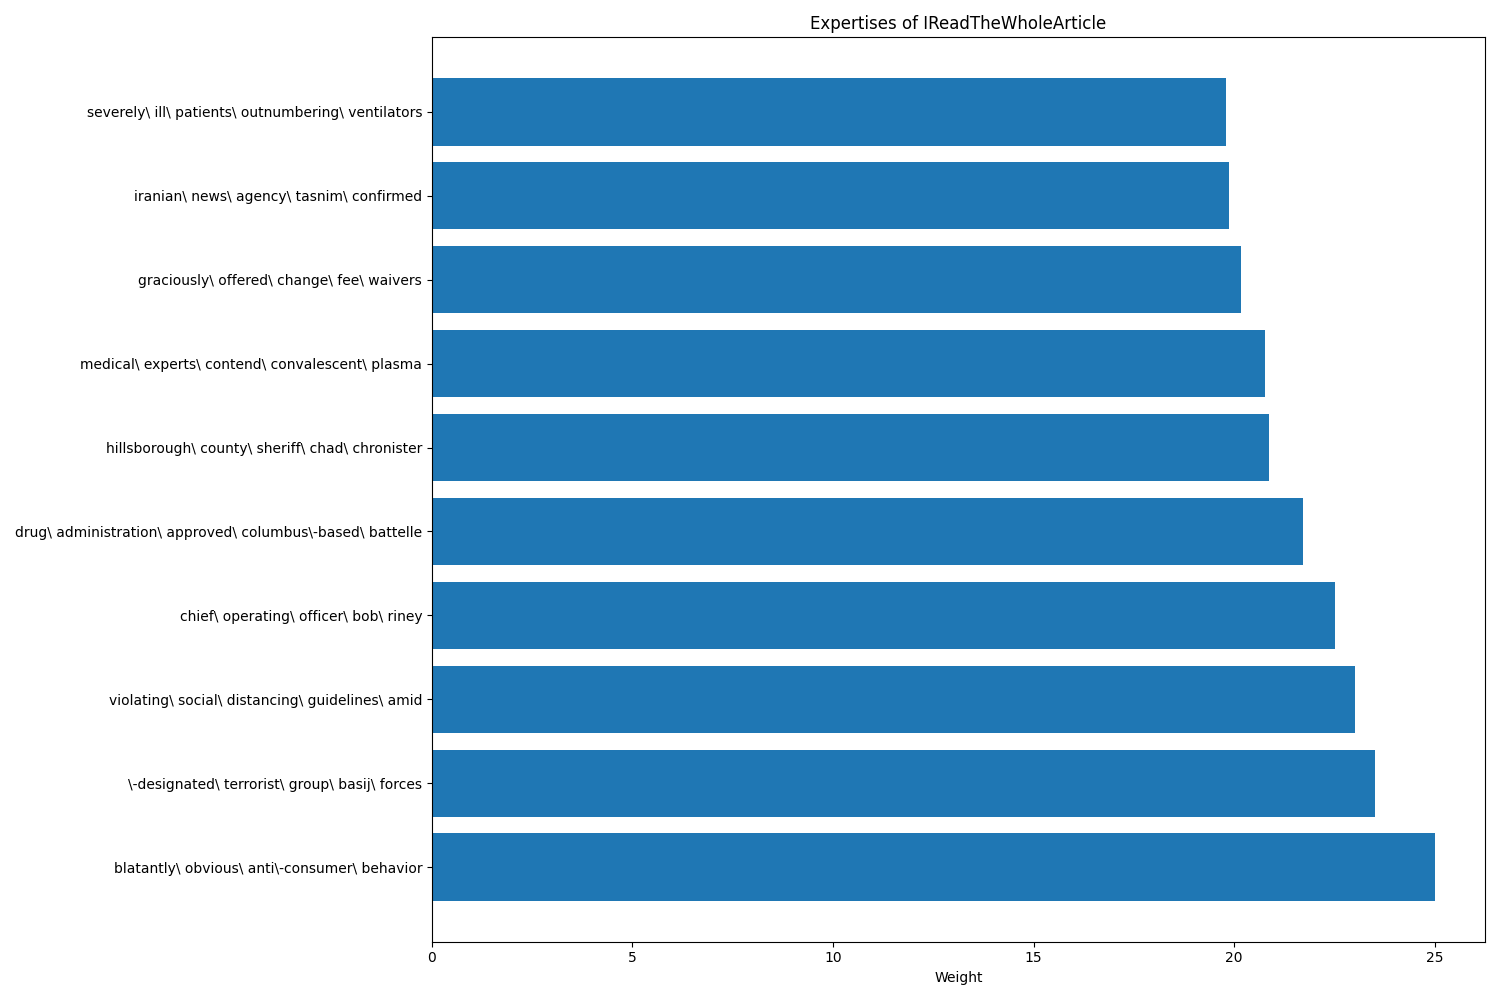 Expertises of IReadTheWholeArticle
severely\ ill\ patients\ outnumbering\ ventilators
iranian\ news\ agency\ tasnim\ confirmed
graciously\ offered\ change\ fee\ waivers
medical\ experts\ contend\ convalescent\ plasma
hillsborough\ county\ sheriff\ chad\ chronister
drug\ administration\ approved\ columbus\-based\ battelle
chief\ operating\ officer\ bob\ riney
violating\ social\ distancing\ guidelines\ amid
\-designated\ terrorist\ group\ basij\ forces
blatantly\ obvious\ anti\-consumer\ behavior
0 5 10 15 20 25
Weight